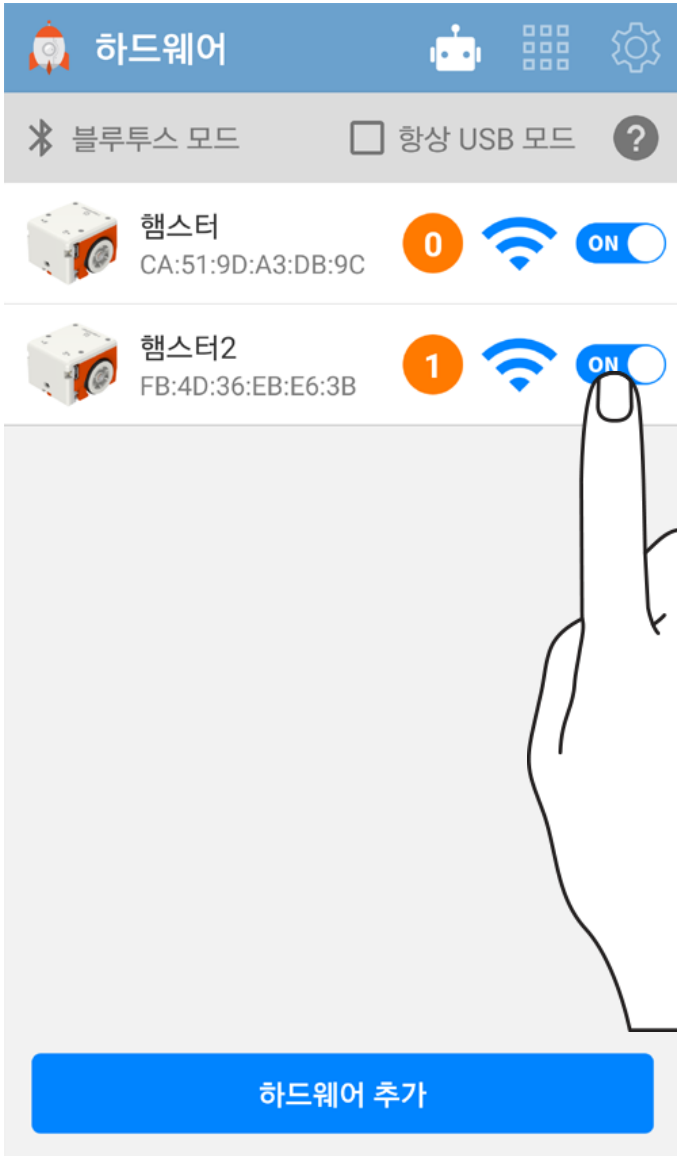 하드웨어
블루투스 모드 항상 USB 모드 ?
햄스터
CA:51:9D:A3:DB:9C
0 ON
햄스터2
FB:4D:36:EB:E6:3B
1 ON
하드웨어 추가